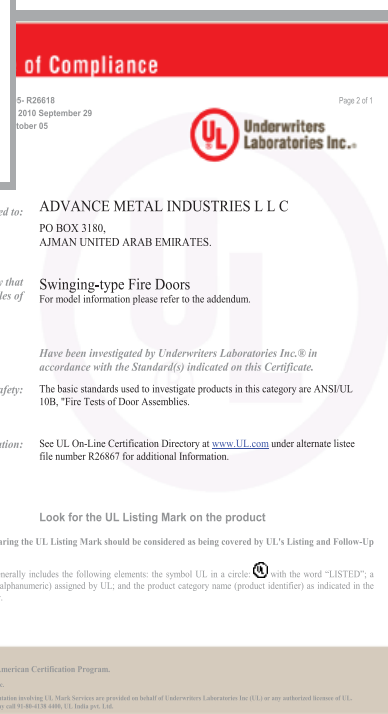 of Compliance
5- R26618
Page 2 of 1
2010 September 29
tober 05
UL
Underwriters
Laboratories Inc.®
ed to:
ADVANCE METAL INDUSTRIES L L C
PO BOX 3180,
AJMAN UNITED ARAB EMIRATES.
y that
Swinging-type Fire Doors
les of
For model information please refer to the addendum.
Have been investigated by Underwriters Laboratories Inc.® in
accordance with the Standard(s) indicated on this Certificate.
afety:
The basic standards used to investigate products in this category are ANSI/UL
10B, "Fire Tests of Door Assemblies.
ation:
See UL On-Line Certification Directory at www.UL.com under alternate listee
file number R26867 for additional Information.
Look for the UL Listing Mark on the product
aring the UL Listing Mark should be considered as being covered by UL's Listing and Follow-Up
nerally includes the following elements: the symbol UL in a circle: UL with the word “LISTED”; a
alphanumeric) assigned by UL; and the product category name (product identifier) as indicated in the
merican Certification Program.
tation involving UL Mark Services are provided on behalf of Underwriters Laboratories Inc (UL) or any authorized licensee of UL.
y call 91-80-4138 4400, UL India pvt. Ltd.